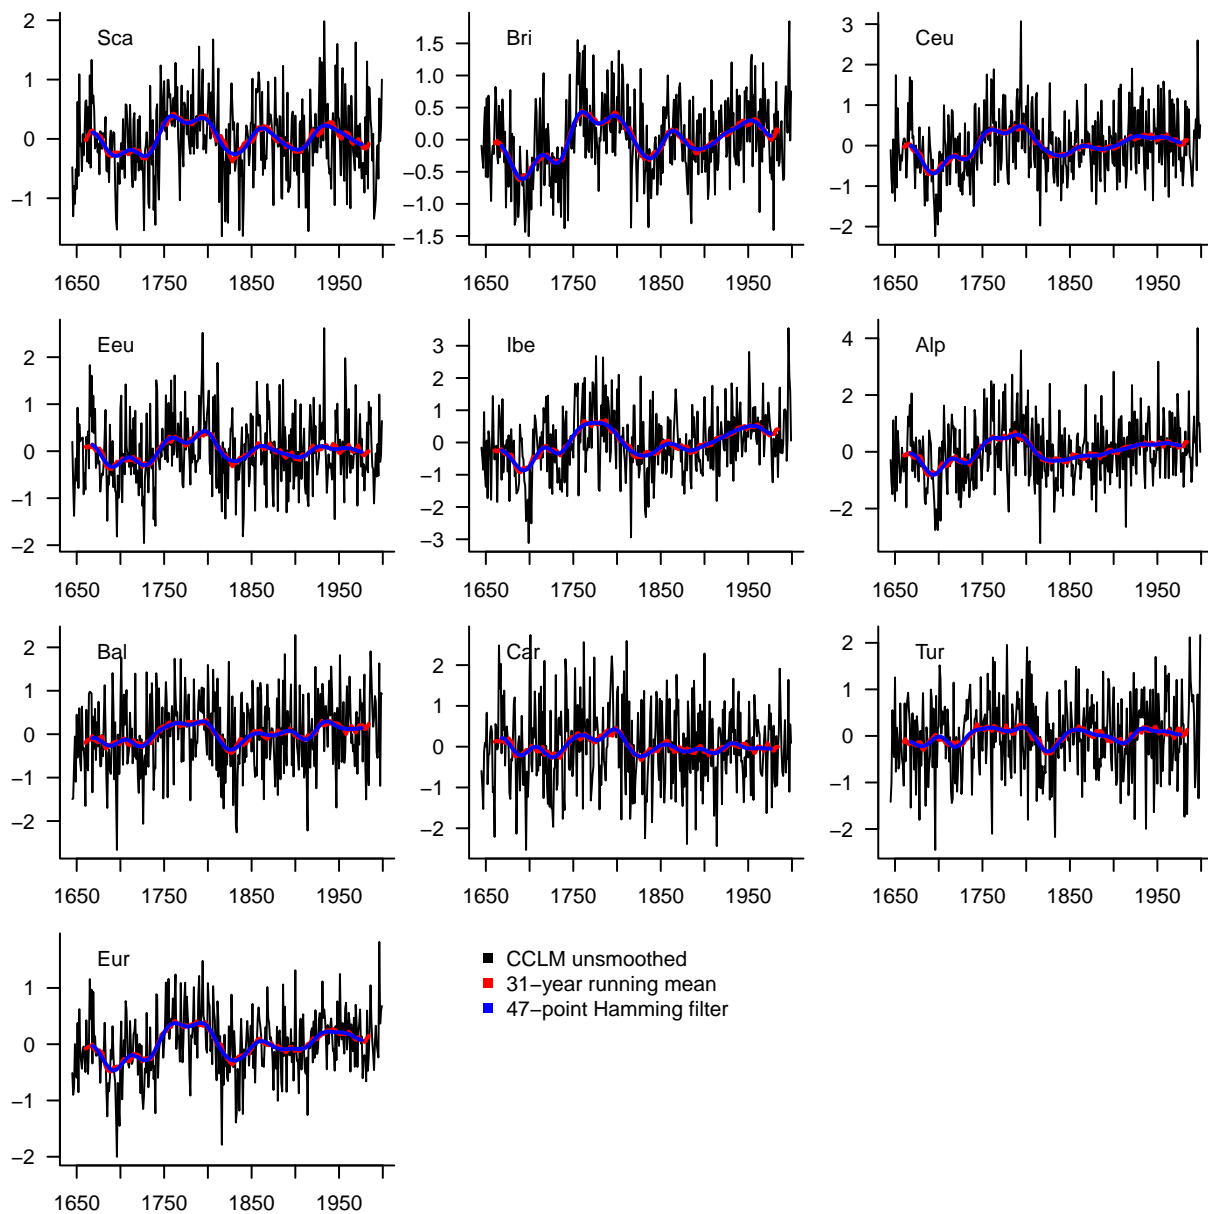 2
1
0
−1
Sca
1650 1750 1850 1950
1.5
1.0
0.5
0.0
−0.5
−1.0
−1.5
Bri
1650 1750 1850 1950
3
2
1
0
−1
−2
Ceu
1650 1750 1850 1950
2
1
0
−1
−2
Eeu
1650 1750 1850 1950
3
2
1
0
−1
−2
−3
Ibe
1650 1750 1850 1950
4
2
0
−2
Alp
1650 1750 1850 1950
2
1
0
−1
−2
Bal
1650 1750 1850 1950
2
1
0
−1
−2
Car
1650 1750 1850 1950
2
1
0
−1
−2
Tur
1650 1750 1850 1950
1
0
−1
−2
Eur
1650 1750 1850 1950
CCLM unsmoothed
31−year running mean
47−point Hamming filter